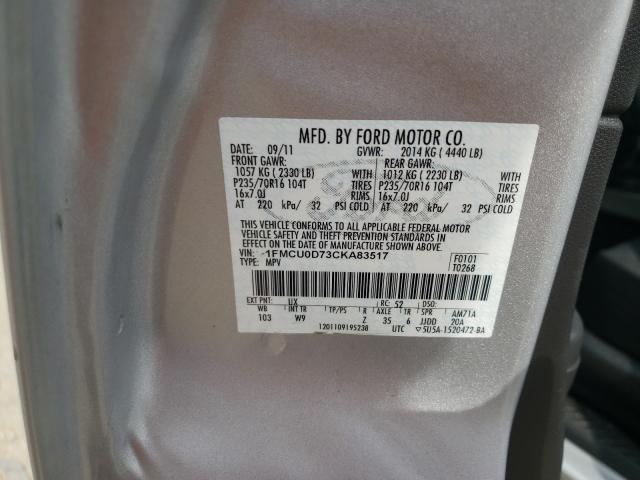 MFD. BY FORD MOTOR CO.
DATE: 09/11 GVWR: 2014 KG ( 4440 LB)
FRONT GAWR: REAR GAWR:
1057 KG ( 2330 LB) WITH 1012 KG ( 2230 LB) WITH
P235/70R16 104T TIRES P235/70R16 104T TIRES
16x7.0J RIMS 16x7.0J RIMS
AT 220 kPa/ 32 PSI COLD AT 220 kPa/ 32 PSI COLD
THIS VEHICLE CONFORMS TO ALL APPLICABLE FEDERAL MOTOR
VEHICLE SAFETY AND THEFT PREVENTION STANDARDS IN
EFFECT ON THE DATE OF MANUFACTURE SHOWN ABOVE.
VIN: 1FMCU0D73CKA83517 F0101
TYPE: MPV T0268
EXT PNT: UX RC: 52 DSO:
WB INT TR TP/PS R AXLE TR SPR AM71A
103 W9 Z 35 6 JJDD 20A
1201109195238 UTC ▽5U5A-1520472-BA